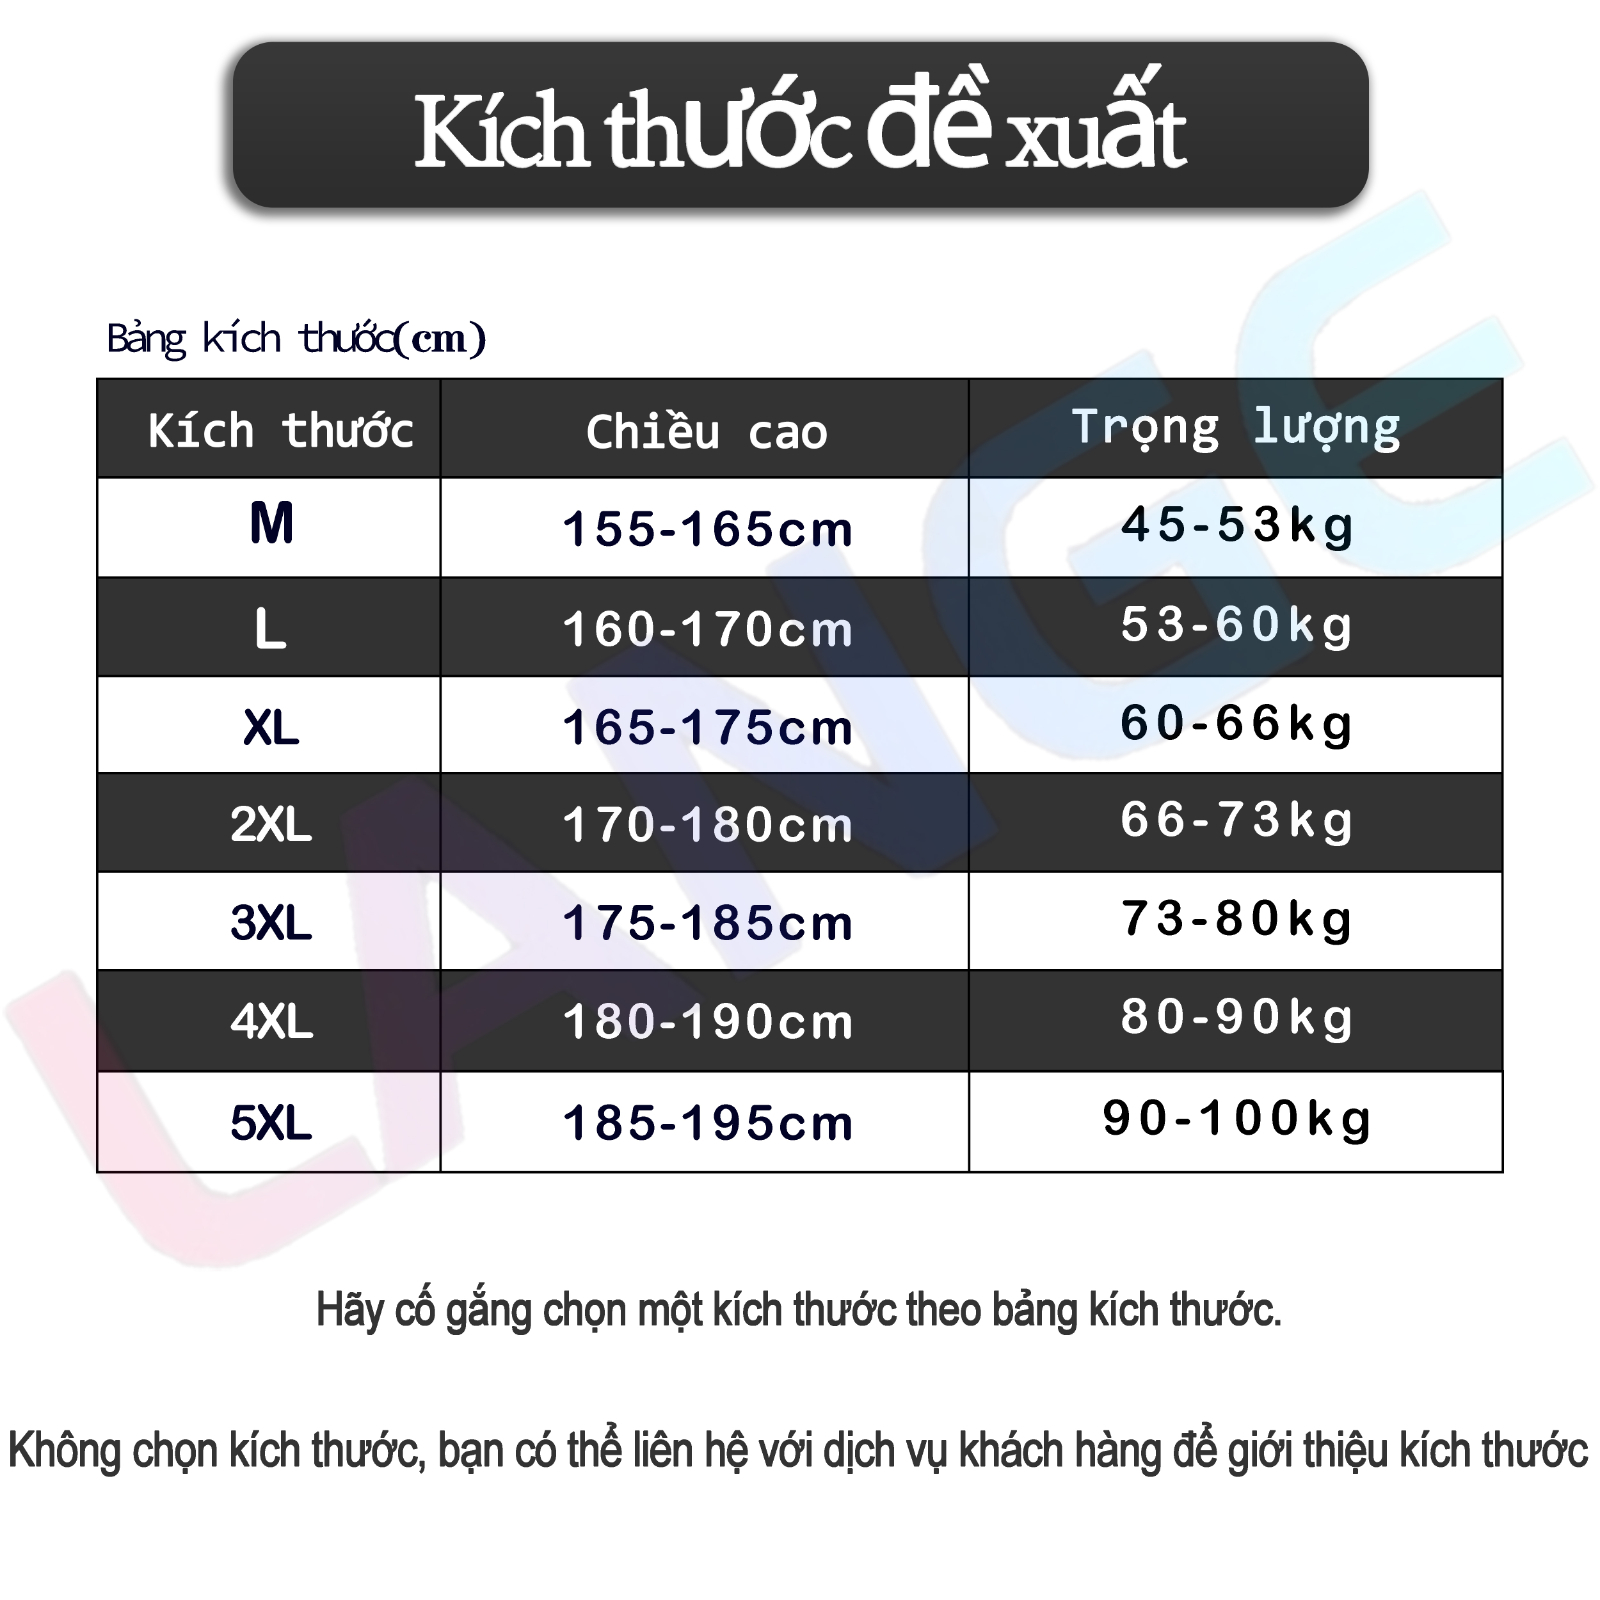 Kích thước đề xuất
Bảng kích thước(cm)
Kích thước Chiều cao Trọng lượng
M 155-165cm 45-53kg
L 160-170cm 53-60kg
XL 165-175cm 60-66kg
2XL 170-180cm 66-73kg
3XL 175-185cm 73-80kg
4XL 180-190cm 80-90kg
5XL 185-195cm 90-100kg
LANGE
Hãy cố gắng chọn một kích thước theo bảng kích thước.
Không chọn kích thước, bạn có thể liên hệ với dịch vụ khách hàng để giới thiệu kích thước